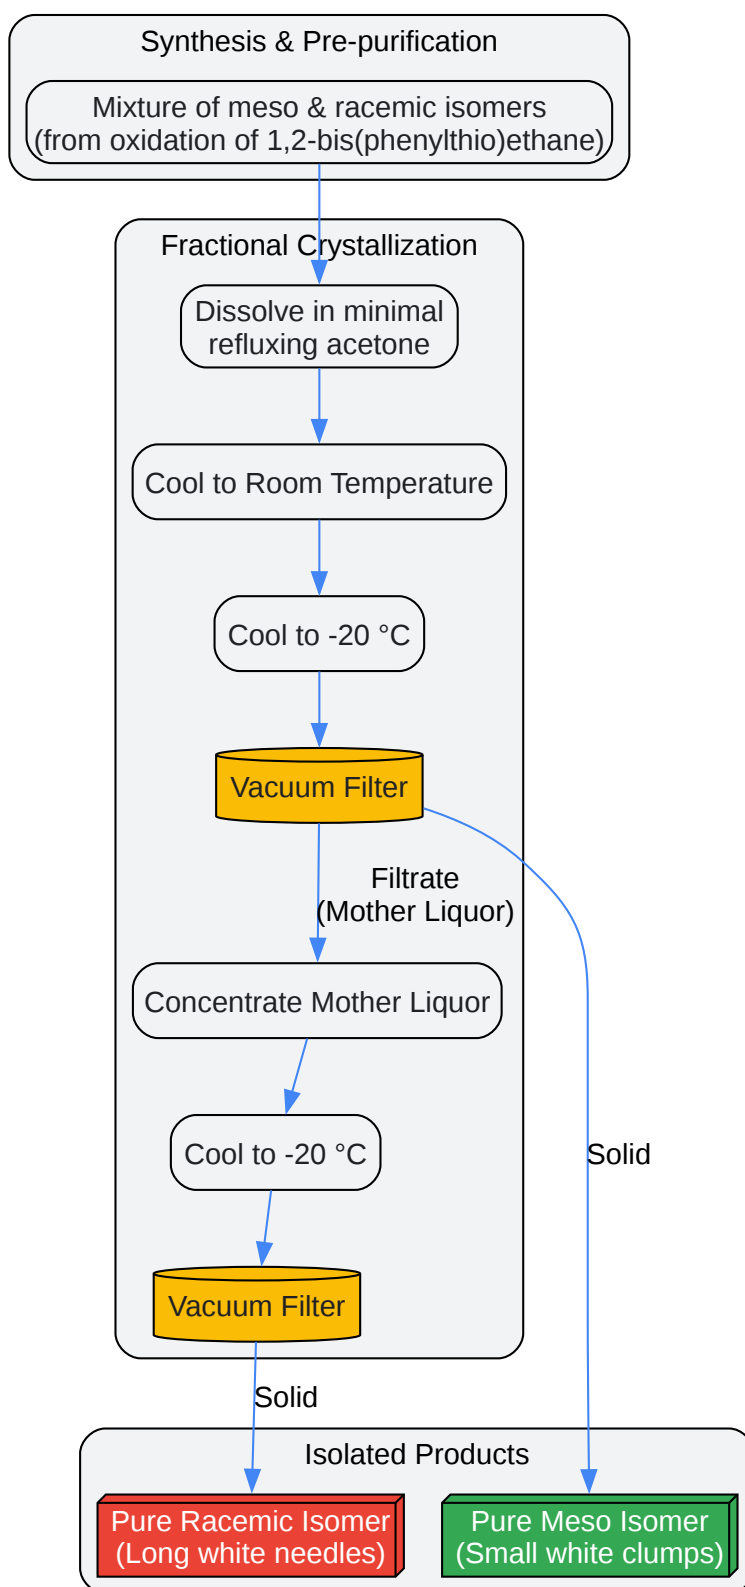 Synthesis & Pre-purification
Mixture of meso & racemic isomers
(from oxidation of 1,2-bis(phenylthio)ethane)
Fractional Crystallization
Dissolve in minimal
refluxing acetone
Cool to Room Temperature
Cool to -20 °C
Vacuum Filter
Filtrate
(Mother Liquor)
Concentrate Mother Liquor
Cool to -20 °C
Solid
Vacuum Filter
Solid
Isolated Products
Pure Racemic Isomer
(Long white needles)
Pure Meso Isomer
(Small white clumps)